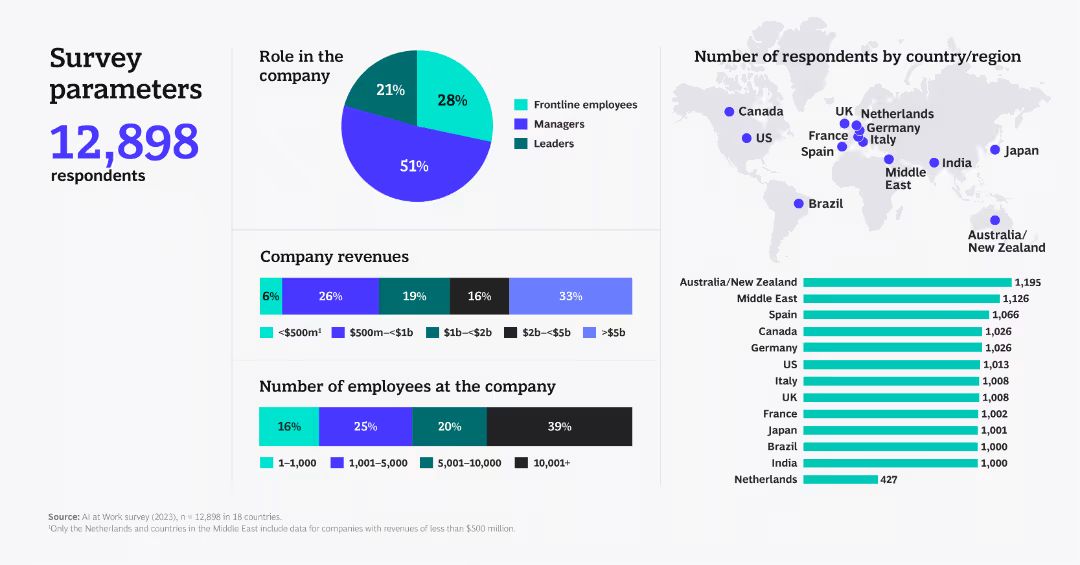 Survey
parameters
12,898
respondents
Role in the
company
21%
28%
51%
Frontline employees
Managers
Leaders
Company revenues
6% 26% 19% 16% 33%
<$500m¹ $500m–<$1b $1b–<$2b $2b–<$5b >$5b
Number of employees at the company
16% 25% 20% 39%
1–1,000 1,001–5,000 5,001–10,000 10,001+
Number of respondents by country/region
Canada
US
UK
Netherlands
Germany
France
Italy
Spain
Middle
East
India
Japan
Brazil
Australia/
New Zealand
Australia/New Zealand 1,195
Middle East 1,126
Spain 1,066
Canada 1,026
Germany 1,026
US 1,013
Italy 1,008
UK 1,008
France 1,002
Japan 1,001
Brazil 1,000
India 1,000
Netherlands 427
Source: AI at Work survey (2023), n = 12,898 in 18 countries.
¹Only the Netherlands and countries in the Middle East include data for companies with revenues of less than $500 million.